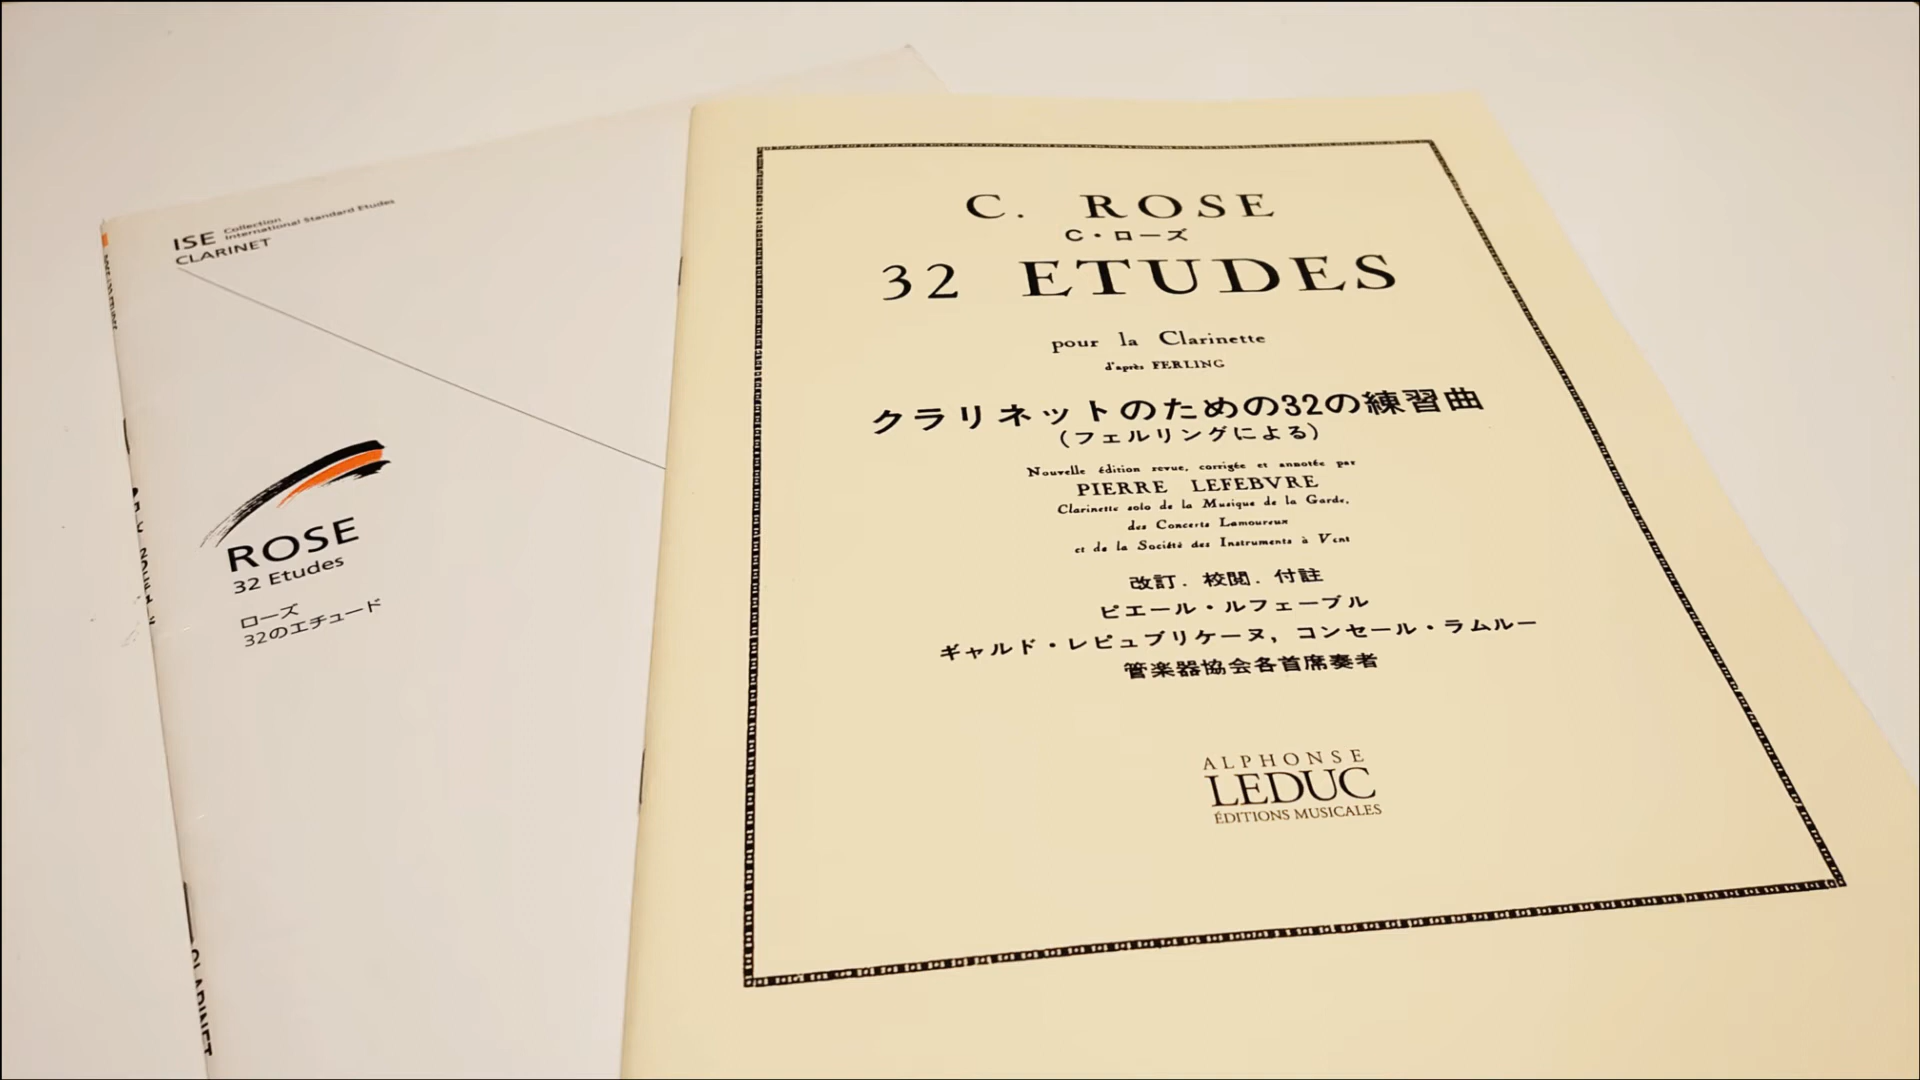 ISE Collection
International Standard Etudes
CLARINET
ROSE
32 Etudes
ローズ
32のエチュード
CLARINET
C. ROSE
C・ローズ
32 ETUDES
pour la Clarinette
d'après FERLING
クラリネットのための32の練習曲
(フェルリングによる)
Nouvelle édition revue, corrigée et annotée par
PIERRE LEFEBVRE
Clarinette solo de la Musique de la Garde,
des Concerts Lamoureux
et de la Société des Instruments à Vent
改訂. 校閲. 付註
ピエール・ルフェーブル
ギャルド・レピュブリケーヌ, コンセール・ラムルー
管楽器協会各首席奏者
ALPHONSE
LEDUC
ÉDITIONS MUSICALES